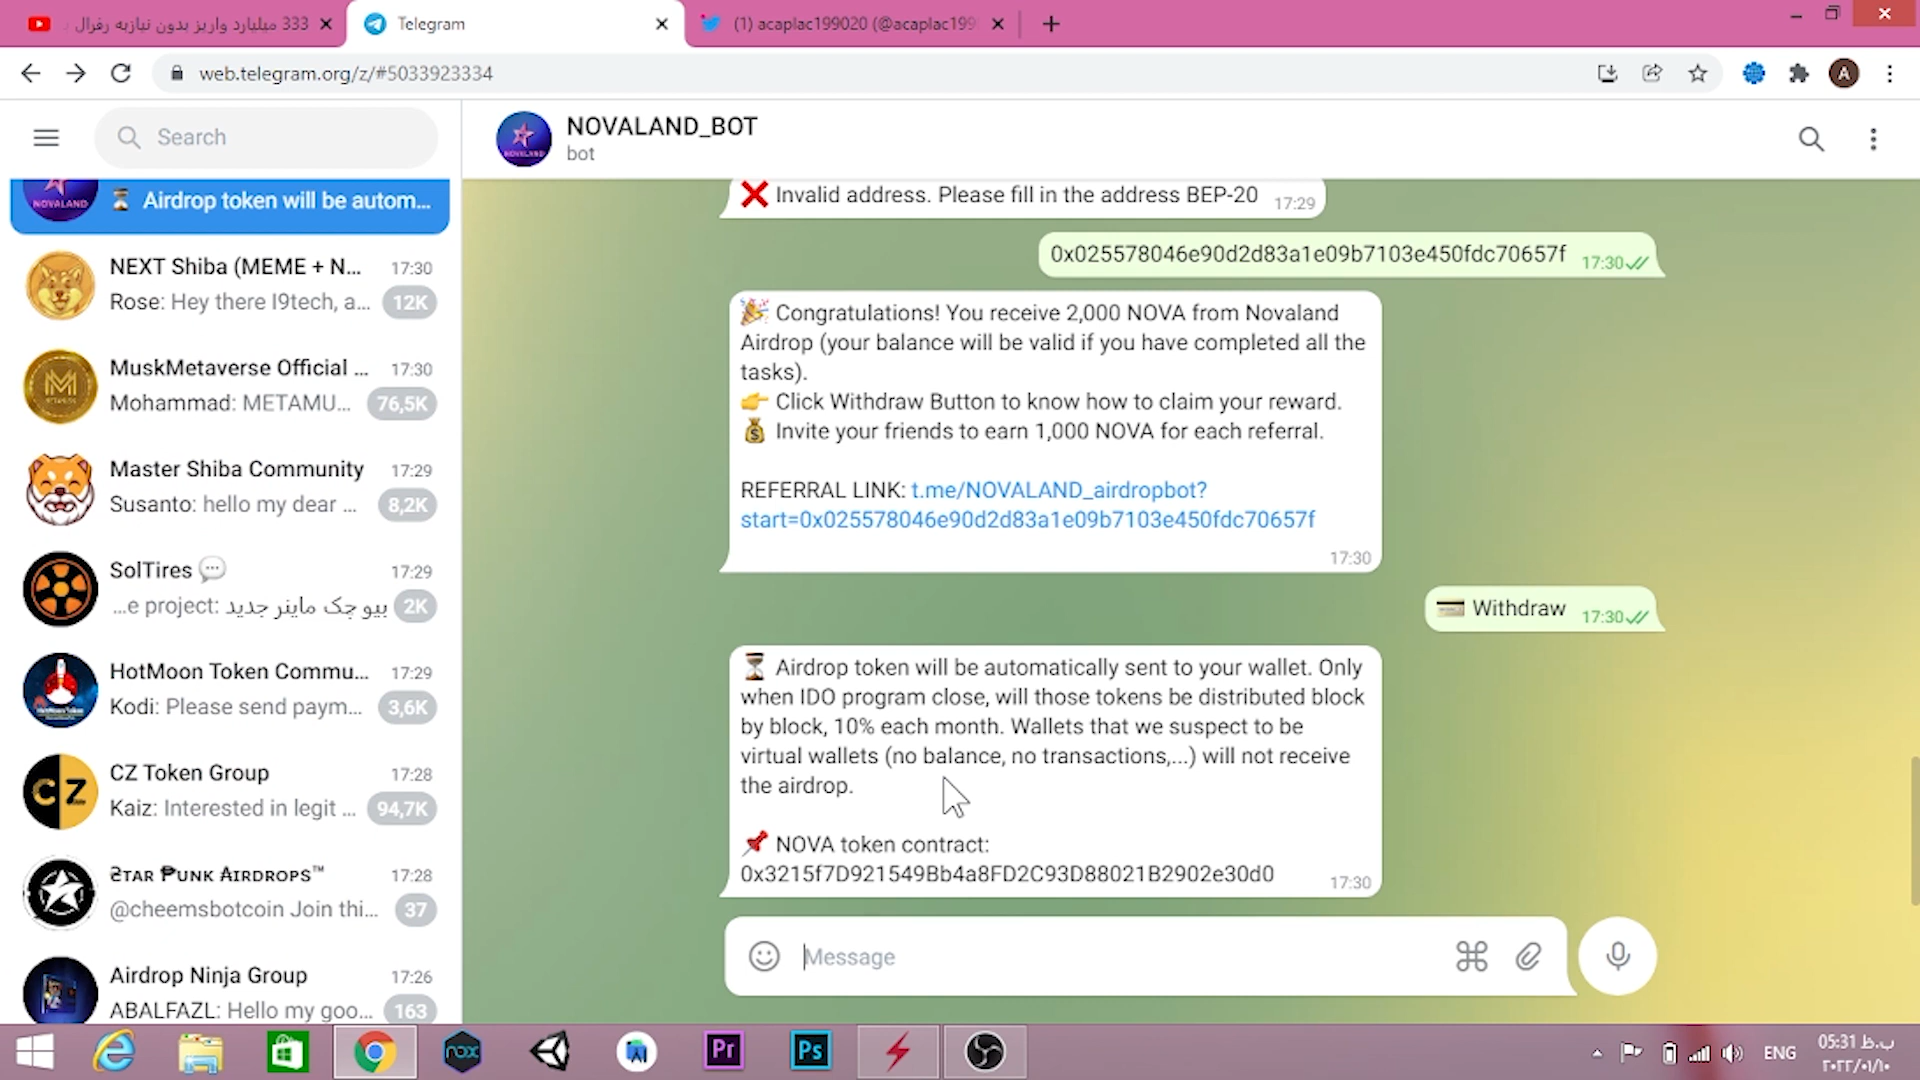 333 میلیارد واریز بدون نیازبه رفرال
Telegram
(1) acaplac199020 (@acaplac199
web.telegram.org/z/#5033923334
A
Search
NOVALAND_BOT
bot
NOVALAND
Airdrop token will be autom...
NEXT Shiba (MEME + N... 17:30
Rose: Hey there I9tech, a... 12K
MuskMetaverse Official ... 17:30
Mohammad: METAMU... 76,5K
Master Shiba Community 17:29
Susanto: hello my dear ... 8,2K
SolTires 17:29
...e project: بیو چک ماینر جدید 2K
HotMoon Token Commu... 17:29
Kodi: Please send paym... 3,6K
CZ Token Group 17:28
Kaiz: Interested in legit ... 94,7K
Ƨᴛᴀʀ ₱ᴜɴᴋ Aɪʀᴅʀᴏᴘs™ 17:28
@cheemsbotcoin Join thi... 37
Airdrop Ninja Group 17:26
ABALFAZL: Hello my goo... 163
❌ Invalid address. Please fill in the address BEP-20 17:29
0x025578046e90d2d83a1e09b7103e450fdc70657f 17:30
🎉 Congratulations! You receive 2,000 NOVA from Novaland
Airdrop (your balance will be valid if you have completed all the
tasks).
👉 Click Withdraw Button to know how to claim your reward.
💰 Invite your friends to earn 1,000 NOVA for each referral.
REFERRAL LINK: t.me/NOVALAND_airdropbot?
start=0x025578046e90d2d83a1e09b7103e450fdc70657f
17:30
💳 Withdraw 17:30
⏳ Airdrop token will be automatically sent to your wallet. Only
when IDO program close, will those tokens be distributed block
by block, 10% each month. Wallets that we suspect to be
virtual wallets (no balance, no transactions,...) will not receive
the airdrop.
📌 NOVA token contract:
0x3215f7D921549Bb4a8FD2C93D88021B2902e30d0 17:30
Message
nox
Pr
Ps
ENG
05:31 ب.ظ
٢٠٢٢/٠١/١٠